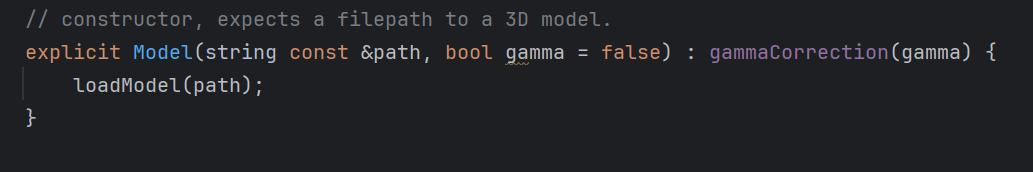 // constructor, expects a filepath to a 3D model.
explicit Model(string const &path, bool gamma = false) : gammaCorrection(gamma) {
    loadModel(path);
}